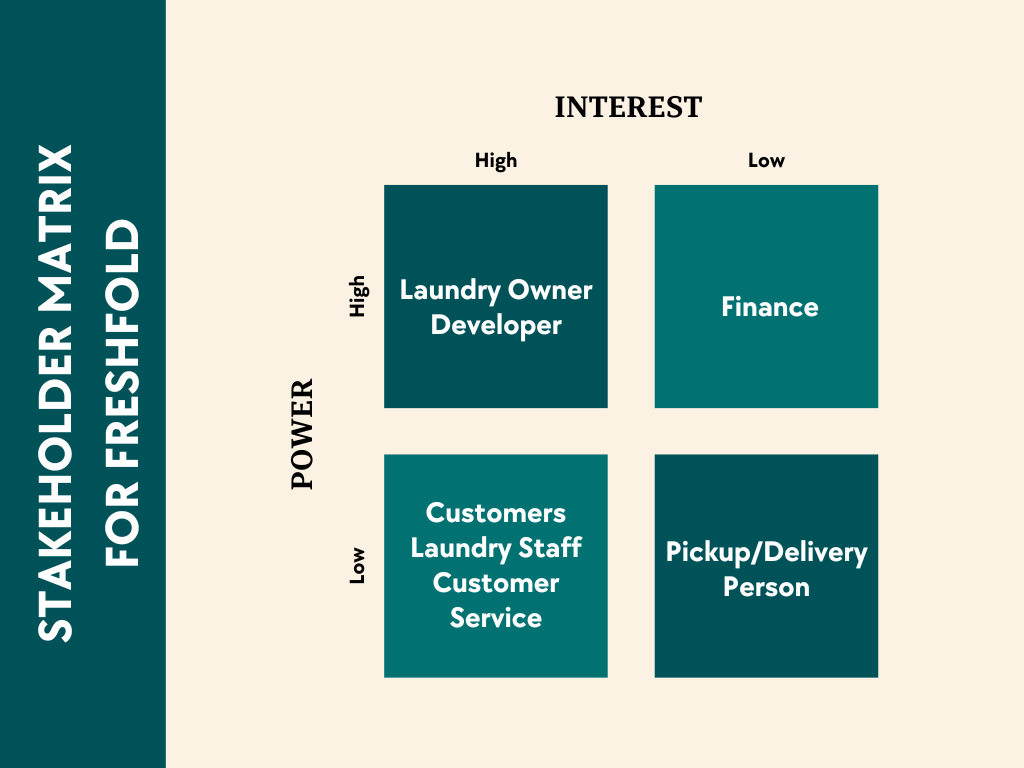 STAKEHOLDER MATRIX
FOR FRESHFOLD
INTEREST
High
Low
POWER
High
Laundry Owner
Developer
Finance
Low
Customers
Laundry Staff
Customer
Service
Pickup/Delivery
Person